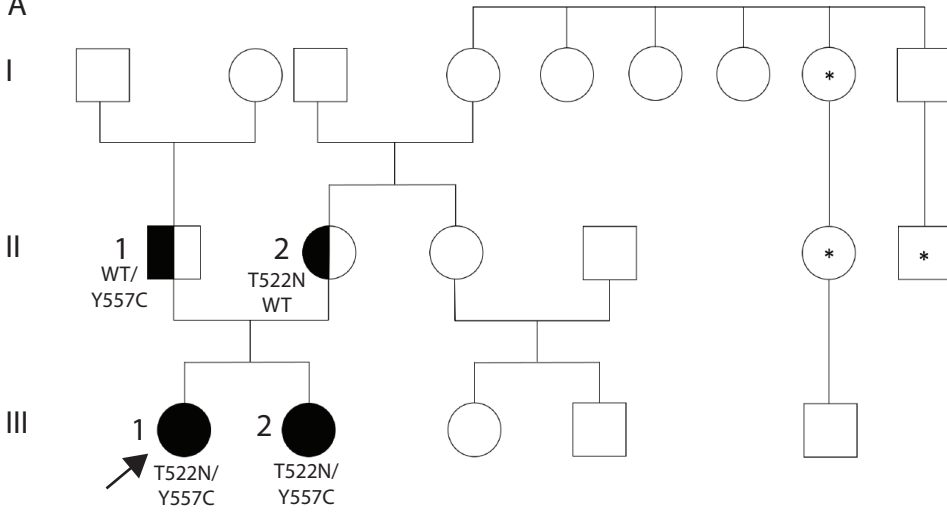 A
I
*
II
1
WT/
Y557C
2
T522N
WT
*
*
III
1
T522N/
Y557C
2
T522N/
Y557C